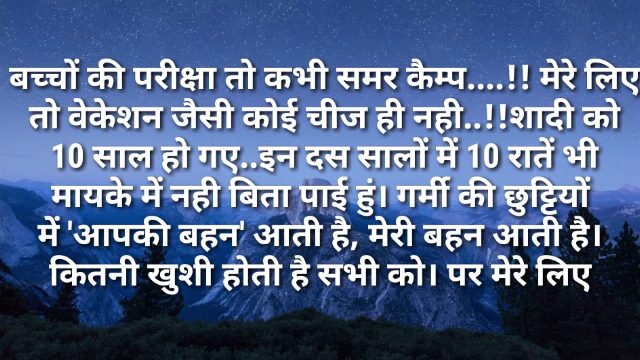 बच्चों की परीक्षा तो कभी समर कैम्प....!! मेरे लिए
तो वेकेशन जैसी कोई चीज ही नही..!!शादी को
10 साल हो गए..इन दस सालों में 10 रातें भी
मायके में नही बिता पाई हुं। गर्मी की छुट्टियों
में 'आपकी बहन' आती है, मेरी बहन आती है।
कितनी खुशी होती है सभी को। पर मेरे लिए